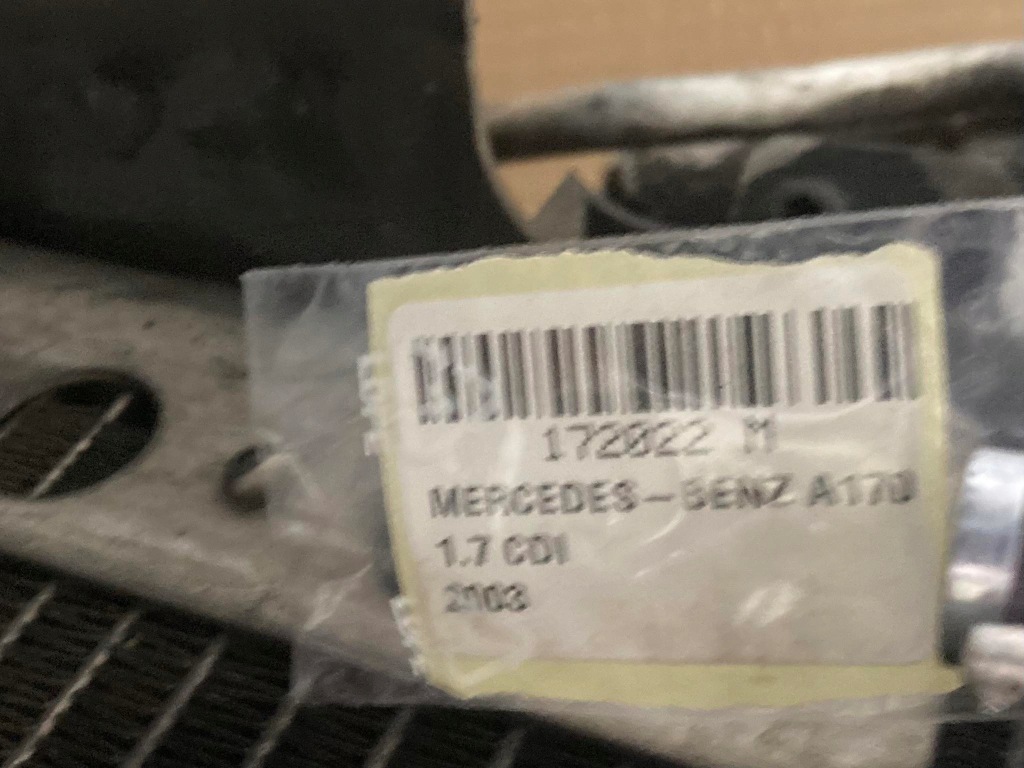 172022 M
MERCEDES-BENZ A170
1.7 CDI
2003